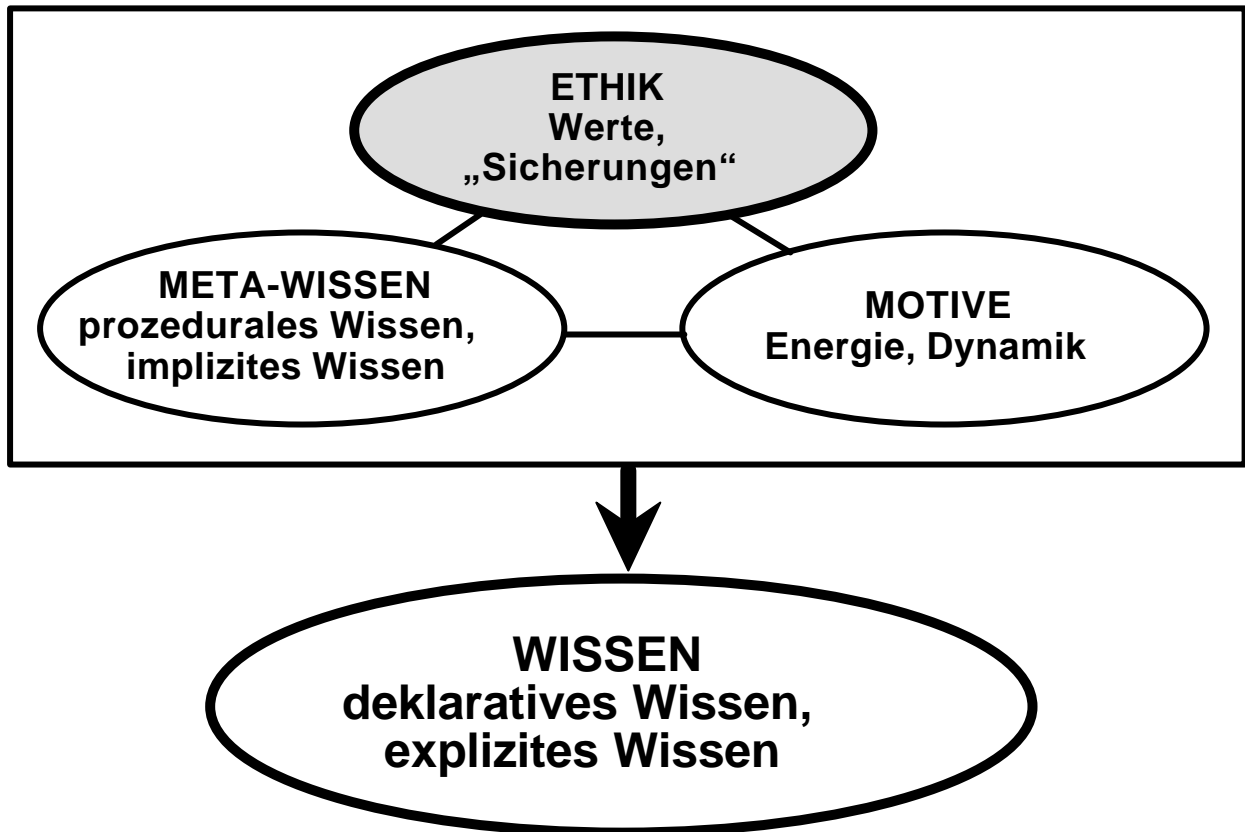 ETHIK
Werte,
„Sicherungen“
META-WISSEN
prozedurales Wissen,
implizites Wissen
MOTIVE
Energie, Dynamik
WISSEN
deklaratives Wissen,
explizites Wissen